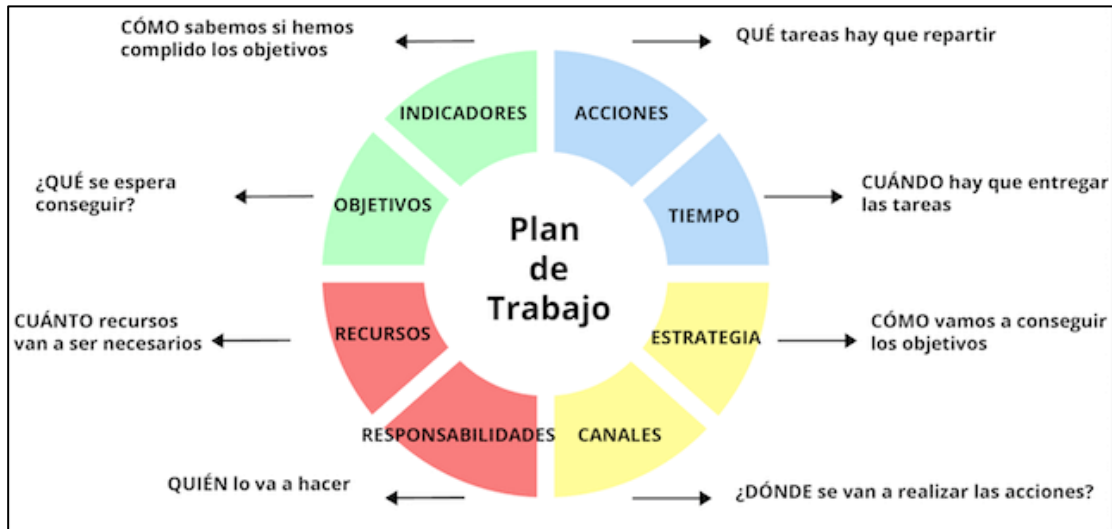 CÓMO sabemos si hemos
complido los objetivos
QUÉ tareas hay que repartir
INDICADORES
ACCIONES
¿QUÉ se espera
conseguir?
OBJETIVOS
TIEMPO
CUÁNDO hay que entregar
las tareas
Plan
de
Trabajo
CUÁNTO recursos
van a ser necesarios
RECURSOS
ESTRATEGIA
CÓMO vamos a conseguir
los objetivos
RESPONSABILIDADES
CANALES
QUIÉN lo va a hacer
¿DÓNDE se van a realizar las acciones?